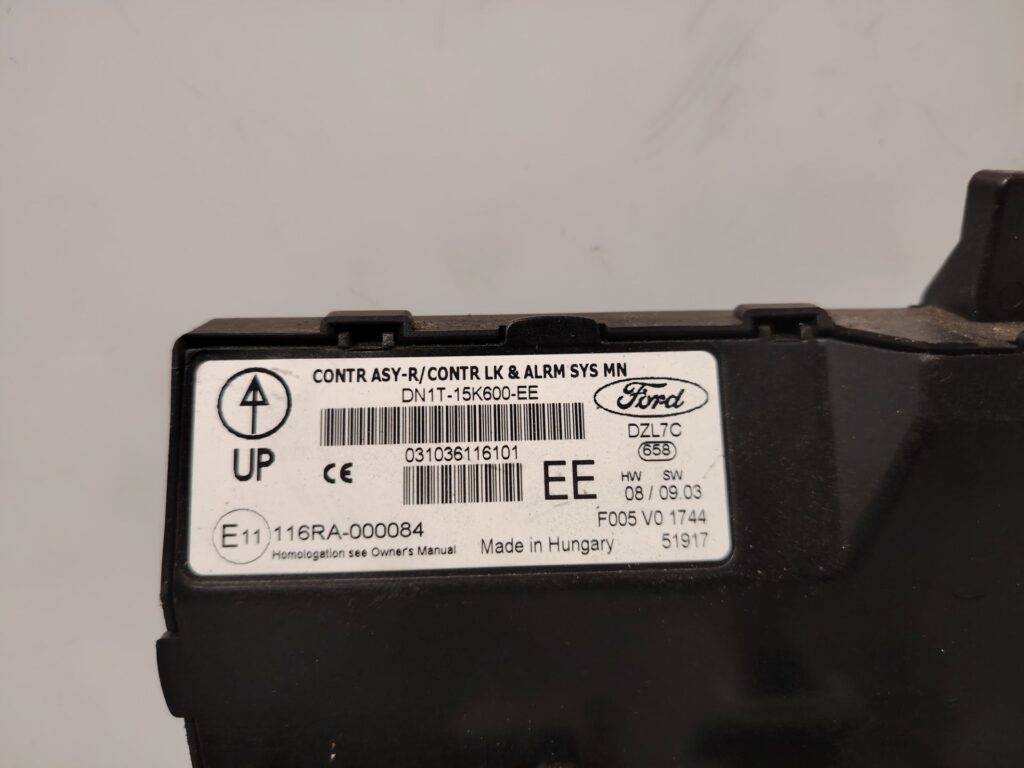 CONTR ASY-R/CONTR LK & ALRM SYS MN
DN1T-15K600-EE
Ford
DZL7C
658
UP
CE
031036116101
EE
HW SW
08 / 09.03
F005 V0 1744
51917
E11 116RA-000084
Homologation see Owner's Manual
Made in Hungary